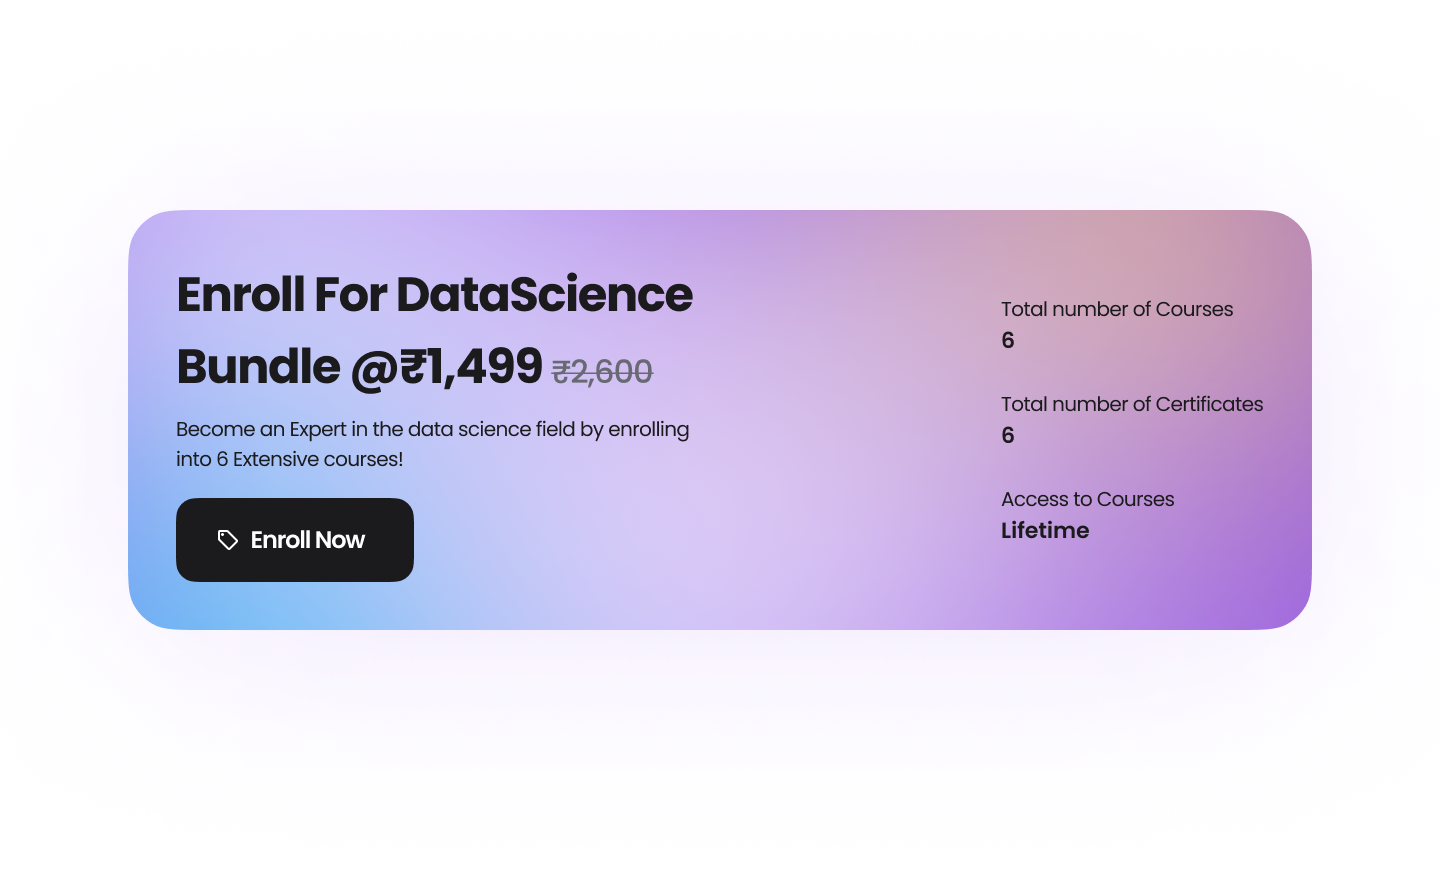 Enroll For DataScience
Bundle @₹1,499 ₹2,600
Become an Expert in the data science field by enrolling
into 6 Extensive courses!
Enroll Now
Total number of Courses
6
Total number of Certificates
6
Access to Courses
Lifetime